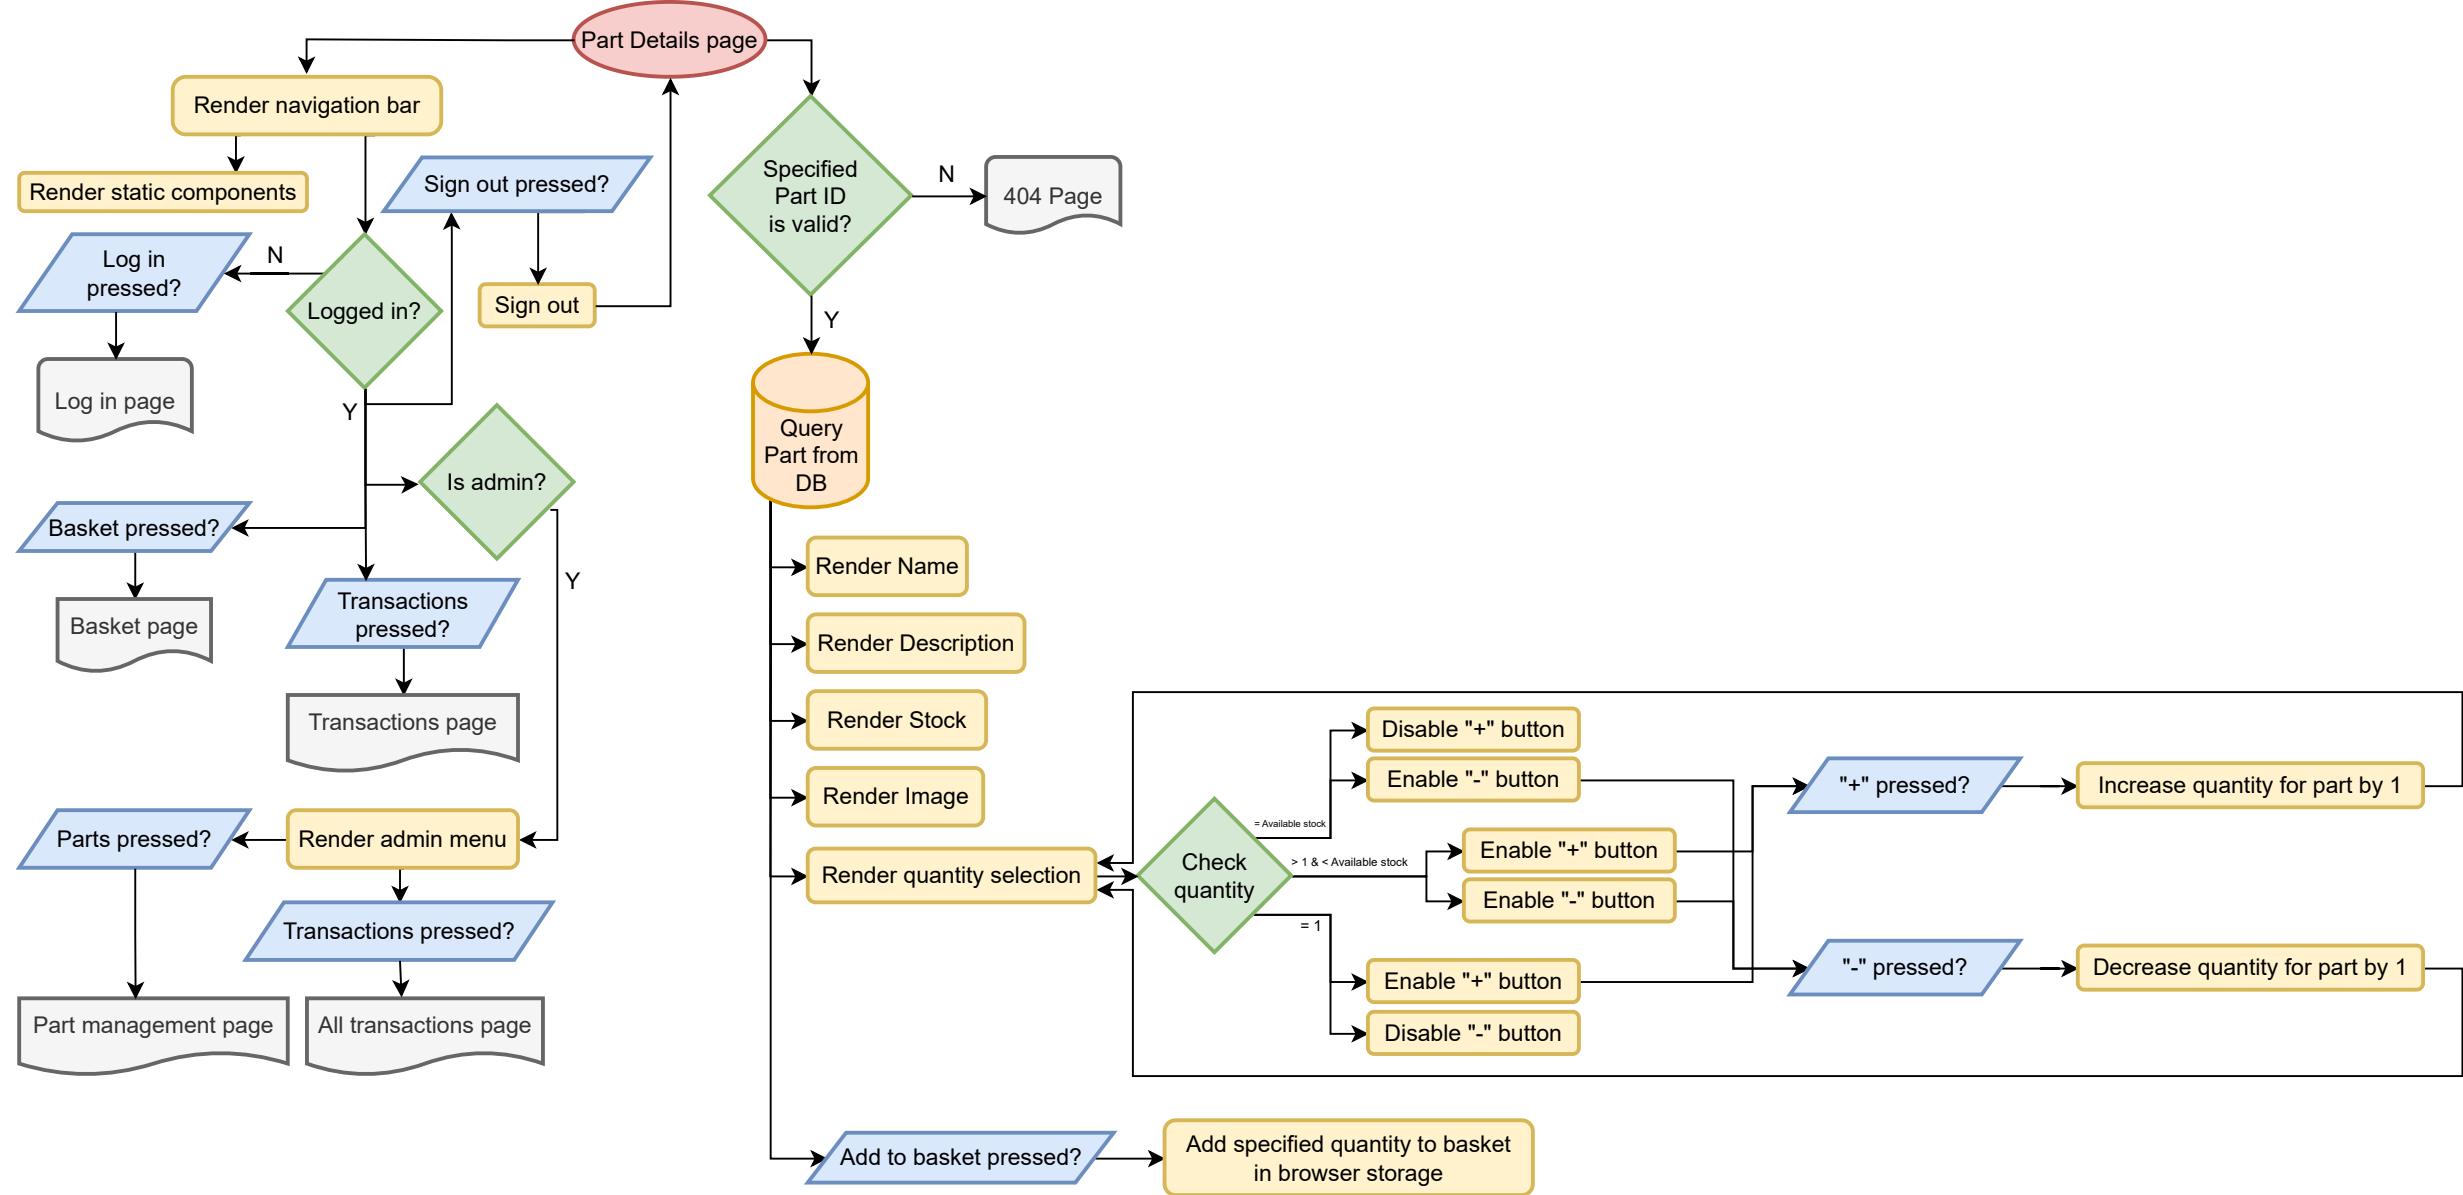 Part Details page
Render navigation bar
Render static components
Sign out pressed?
Log in
pressed?
N
Logged in?
Sign out
Log in page
Y
Is admin?
Basket pressed?
Y
Basket page
Transactions
pressed?
Transactions page
Parts pressed?
Render admin menu
Transactions pressed?
Part management page
All transactions page
Specified
Part ID
is valid?
N
404 Page
Y
Query
Part from
DB
Render Name
Render Description
Render Stock
Render Image
Render quantity selection
Check
quantity
= Available stock
> 1 & < Available stock
= 1
Disable "+" button
Enable "-" button
Enable "+" button
Enable "-" button
Enable "+" button
Disable "-" button
"+" pressed?
Increase quantity for part by 1
"-" pressed?
Decrease quantity for part by 1
Add to basket pressed?
Add specified quantity to basket
in browser storage